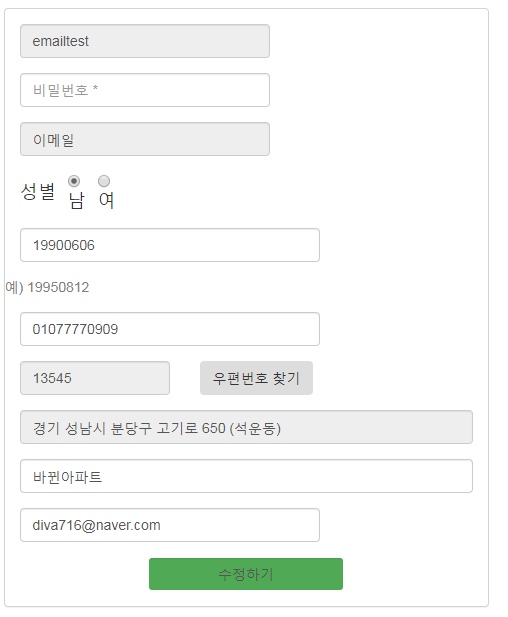 emailtest
비밀번호 *
이메일
성별 남 여
19900606
예) 19950812
01077770909
13545 우편번호 찾기
경기 성남시 분당구 고기로 650 (석운동)
바뀐아파트
diva716@naver.com
수정하기